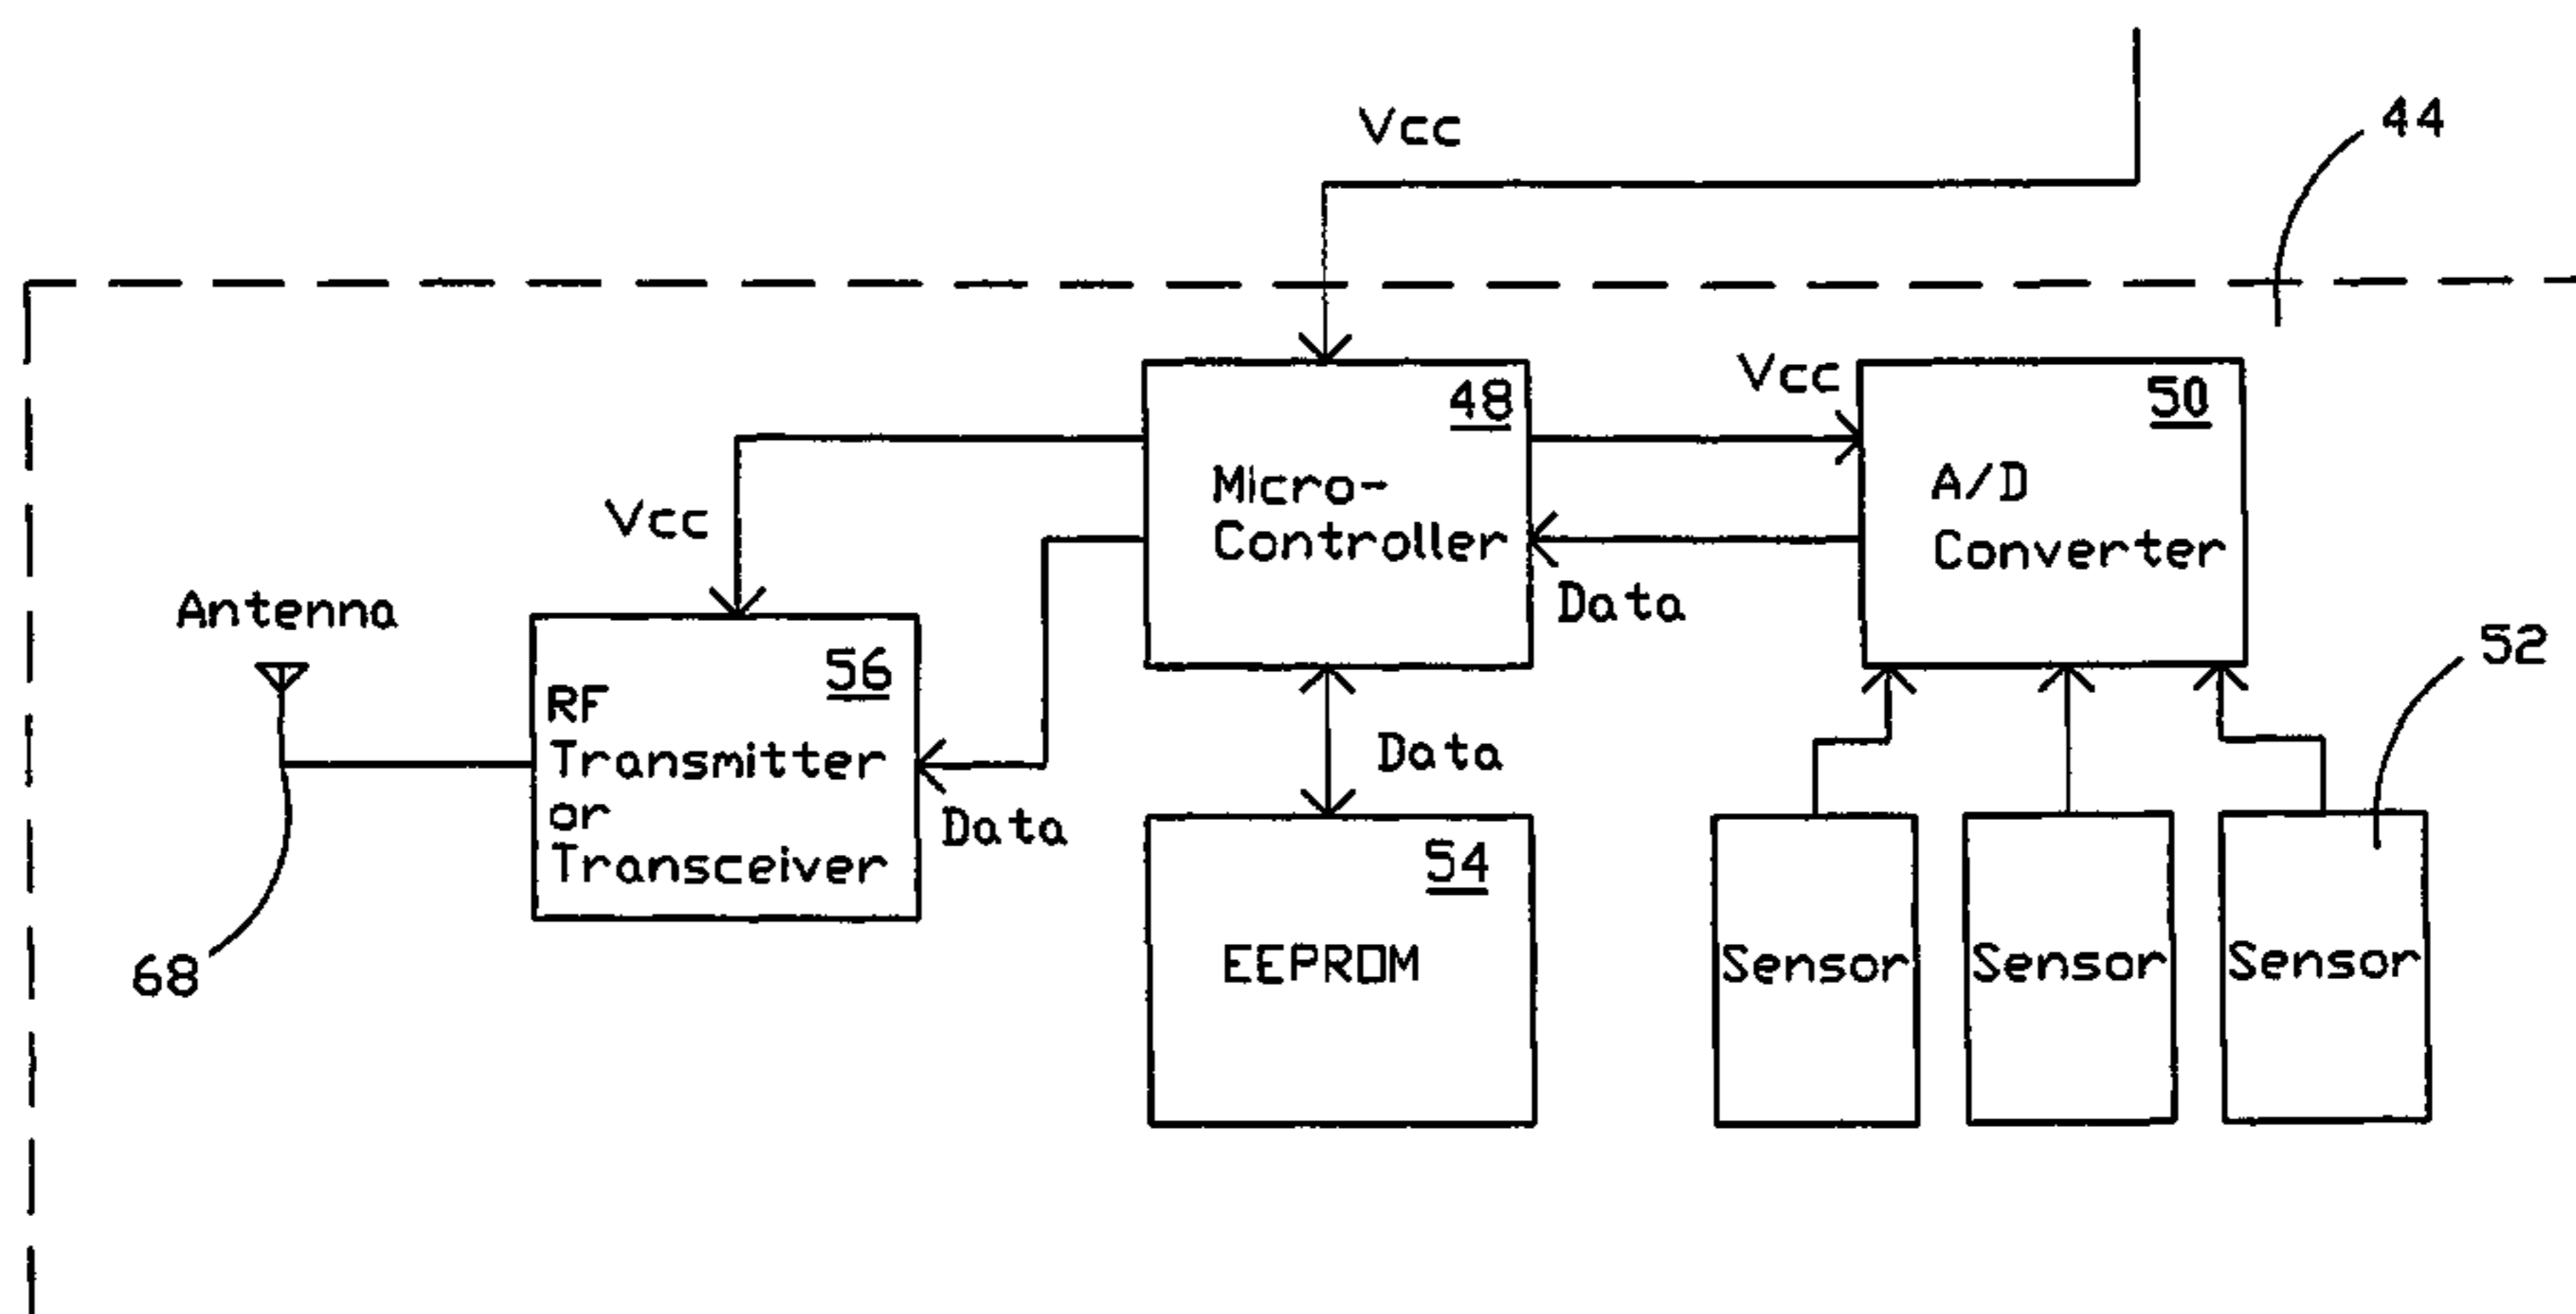 Vcc
44
48
Micro-
Controller
Vcc
50
A/D
Converter
Data
Vcc
Antenna
56
RF
Transmitter
or
Transceiver
Data
68
Data
54
EEPROM
52
Sensor
Sensor
Sensor